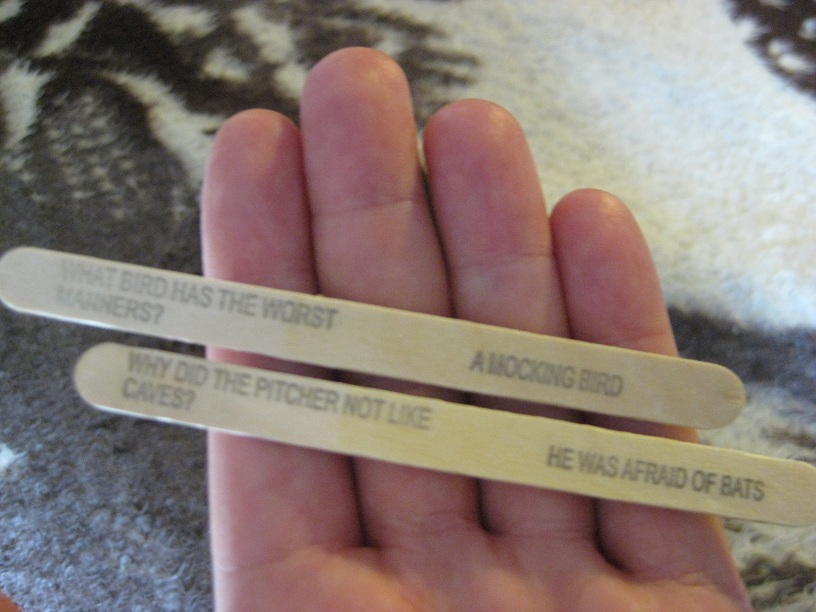 WHAT BIRD HAS THE WORST
MANNERS?
A MOCKING BIRD
WHY DID THE PITCHER NOT LIKE
CAVES?
HE WAS AFRAID OF BATS